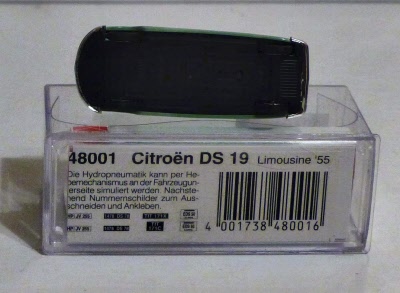 48001 Citroën DS 19 Limousine '55
Die Hydropneumatik kann per He-
belmechanismus an der Fahrzeugun-
terseite simuliert werden. Nachste-
hend Nummernschilder zum Aus-
schneiden und Ankleben.
4 001738 480016